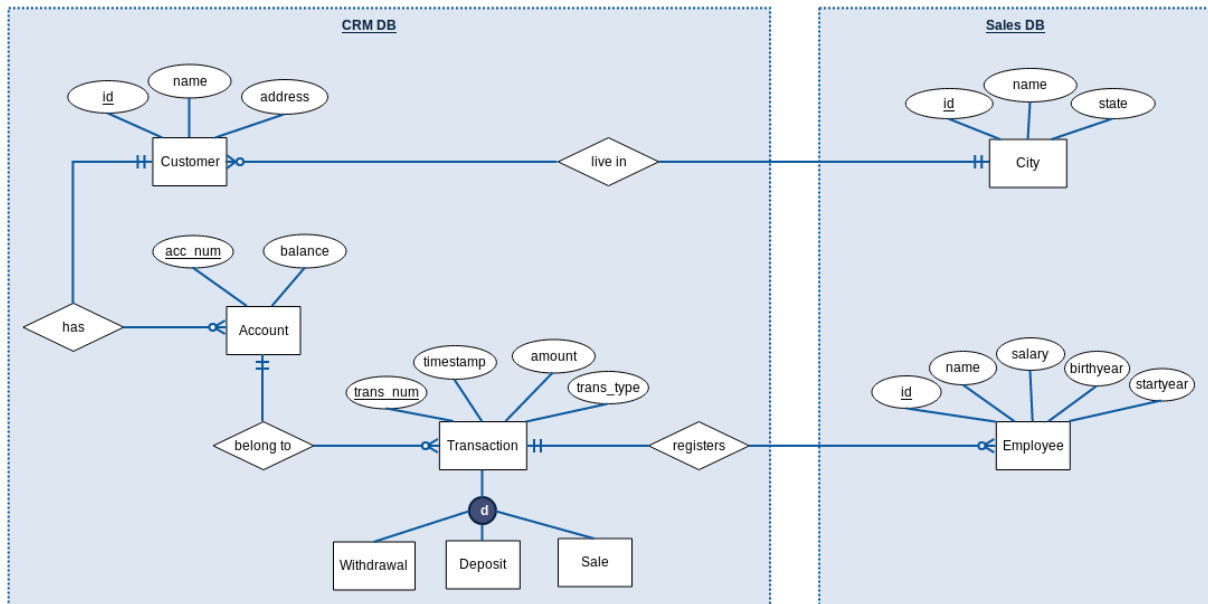 CRM DB
Sales DB
id
name
address
id
name
state
Customer
live in
City
acc_num
balance
has
Account
timestamp
amount
trans_num
trans_type
id
name
salary
birthyear
startyear
belong to
Transaction
registers
Employee
d
Withdrawal
Deposit
Sale